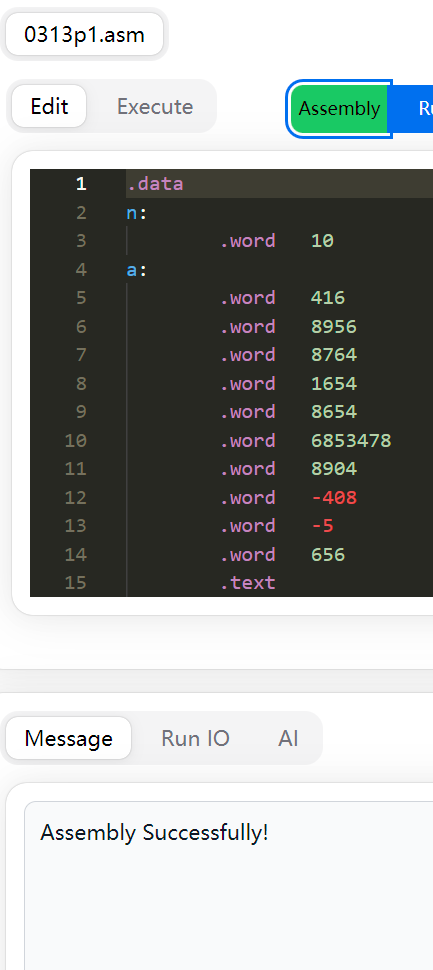 0313p1.asm
Edit Execute Assembly
1 .data
2 n:
3 .word 10
4 a:
5 .word 416
6 .word 8956
7 .word 8764
8 .word 1654
9 .word 8654
10 .word 6853478
11 .word 8904
12 .word -408
13 .word -5
14 .word 656
15 .text
Message Run IO AI
Assembly Successfully!